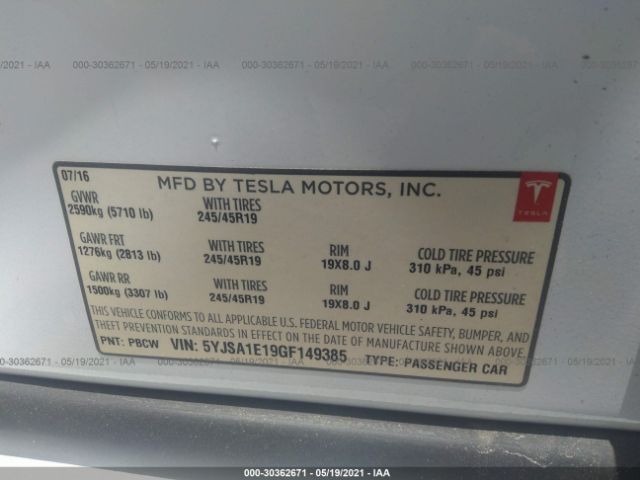 000-30362671 - 05/19/2021 - IAA
07/16
MFD BY TESLA MOTORS, INC.
TESLA
GVWR
2590kg (5710 lb)
WITH TIRES
245/45R19
GAWR FRT
1276kg (2813 lb)
WITH TIRES
245/45R19
RIM
19X8.0 J
COLD TIRE PRESSURE
310 kPa, 45 psi
GAWR RR
1500kg (3307 lb)
WITH TIRES
245/45R19
RIM
19X8.0 J
COLD TIRE PRESSURE
310 kPa, 45 psi
THIS VEHICLE CONFORMS TO ALL APPLICABLE U.S. FEDERAL MOTOR VEHICLE SAFETY, BUMPER, AND
THEFT PREVENTION STANDARDS IN EFFECT ON THE DATE OF MANUFACTURE SHOWN ABOVE.
PNT: PBCW VIN: 5YJSA1E19GF149385 TYPE: PASSENGER CAR
000-30362671 - 05/19/2021 - IAA